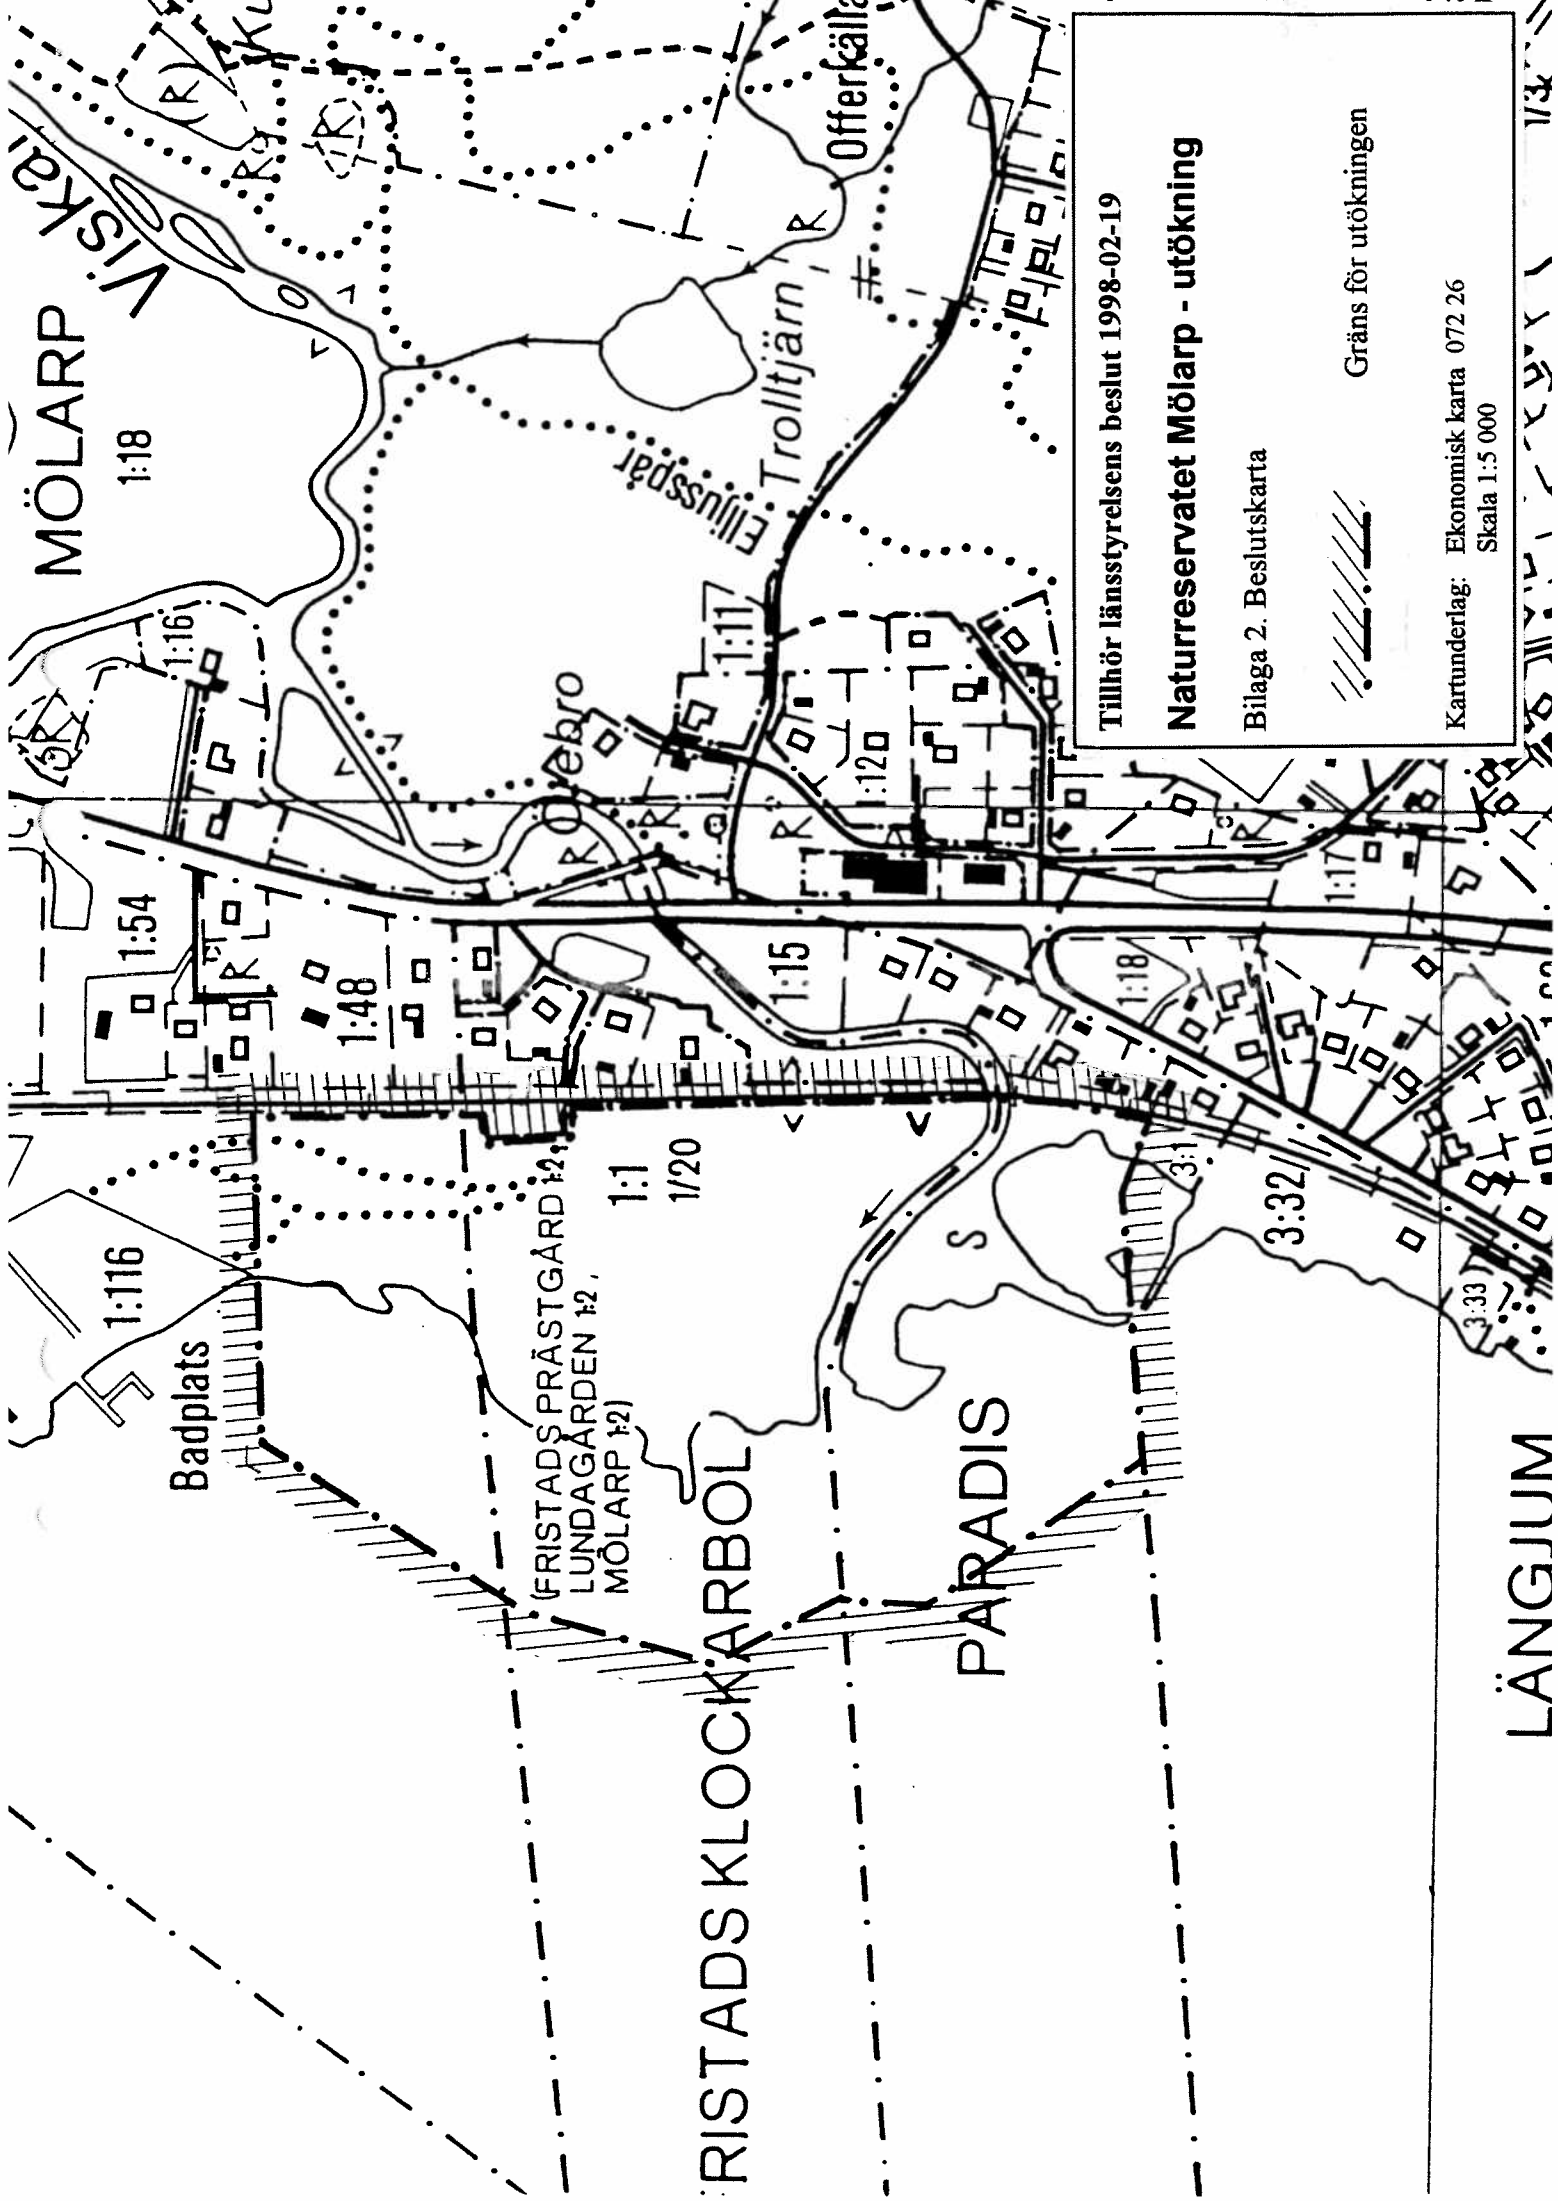 MÖLARP
1:18
1:16
Elljusspår
Trolltjärn
Offerkälla
R
(R)
R
R
1:11
1:54
1:48
R
R
R
R
1:12
1:15
1:18
1:17
R
1:116
Badplats
(FRISTADS PRÄSTGÅRD 1:2,
LUNDAGÅRDEN 1:2,
MÖLARP 1:2)
1:1
1/20
S
3:1
3:32
3:33
RISTADS KLOCKARBOL
PARADIS
LÄNGJUM
Tillhör länsstyrelsens beslut 1998-02-19
Naturreservatet Mölarp - utökning
Bilaga 2. Beslutskarta
Gräns för utökningen
Kartunderlag: Ekonomisk karta 072 26
Skala 1:5 000